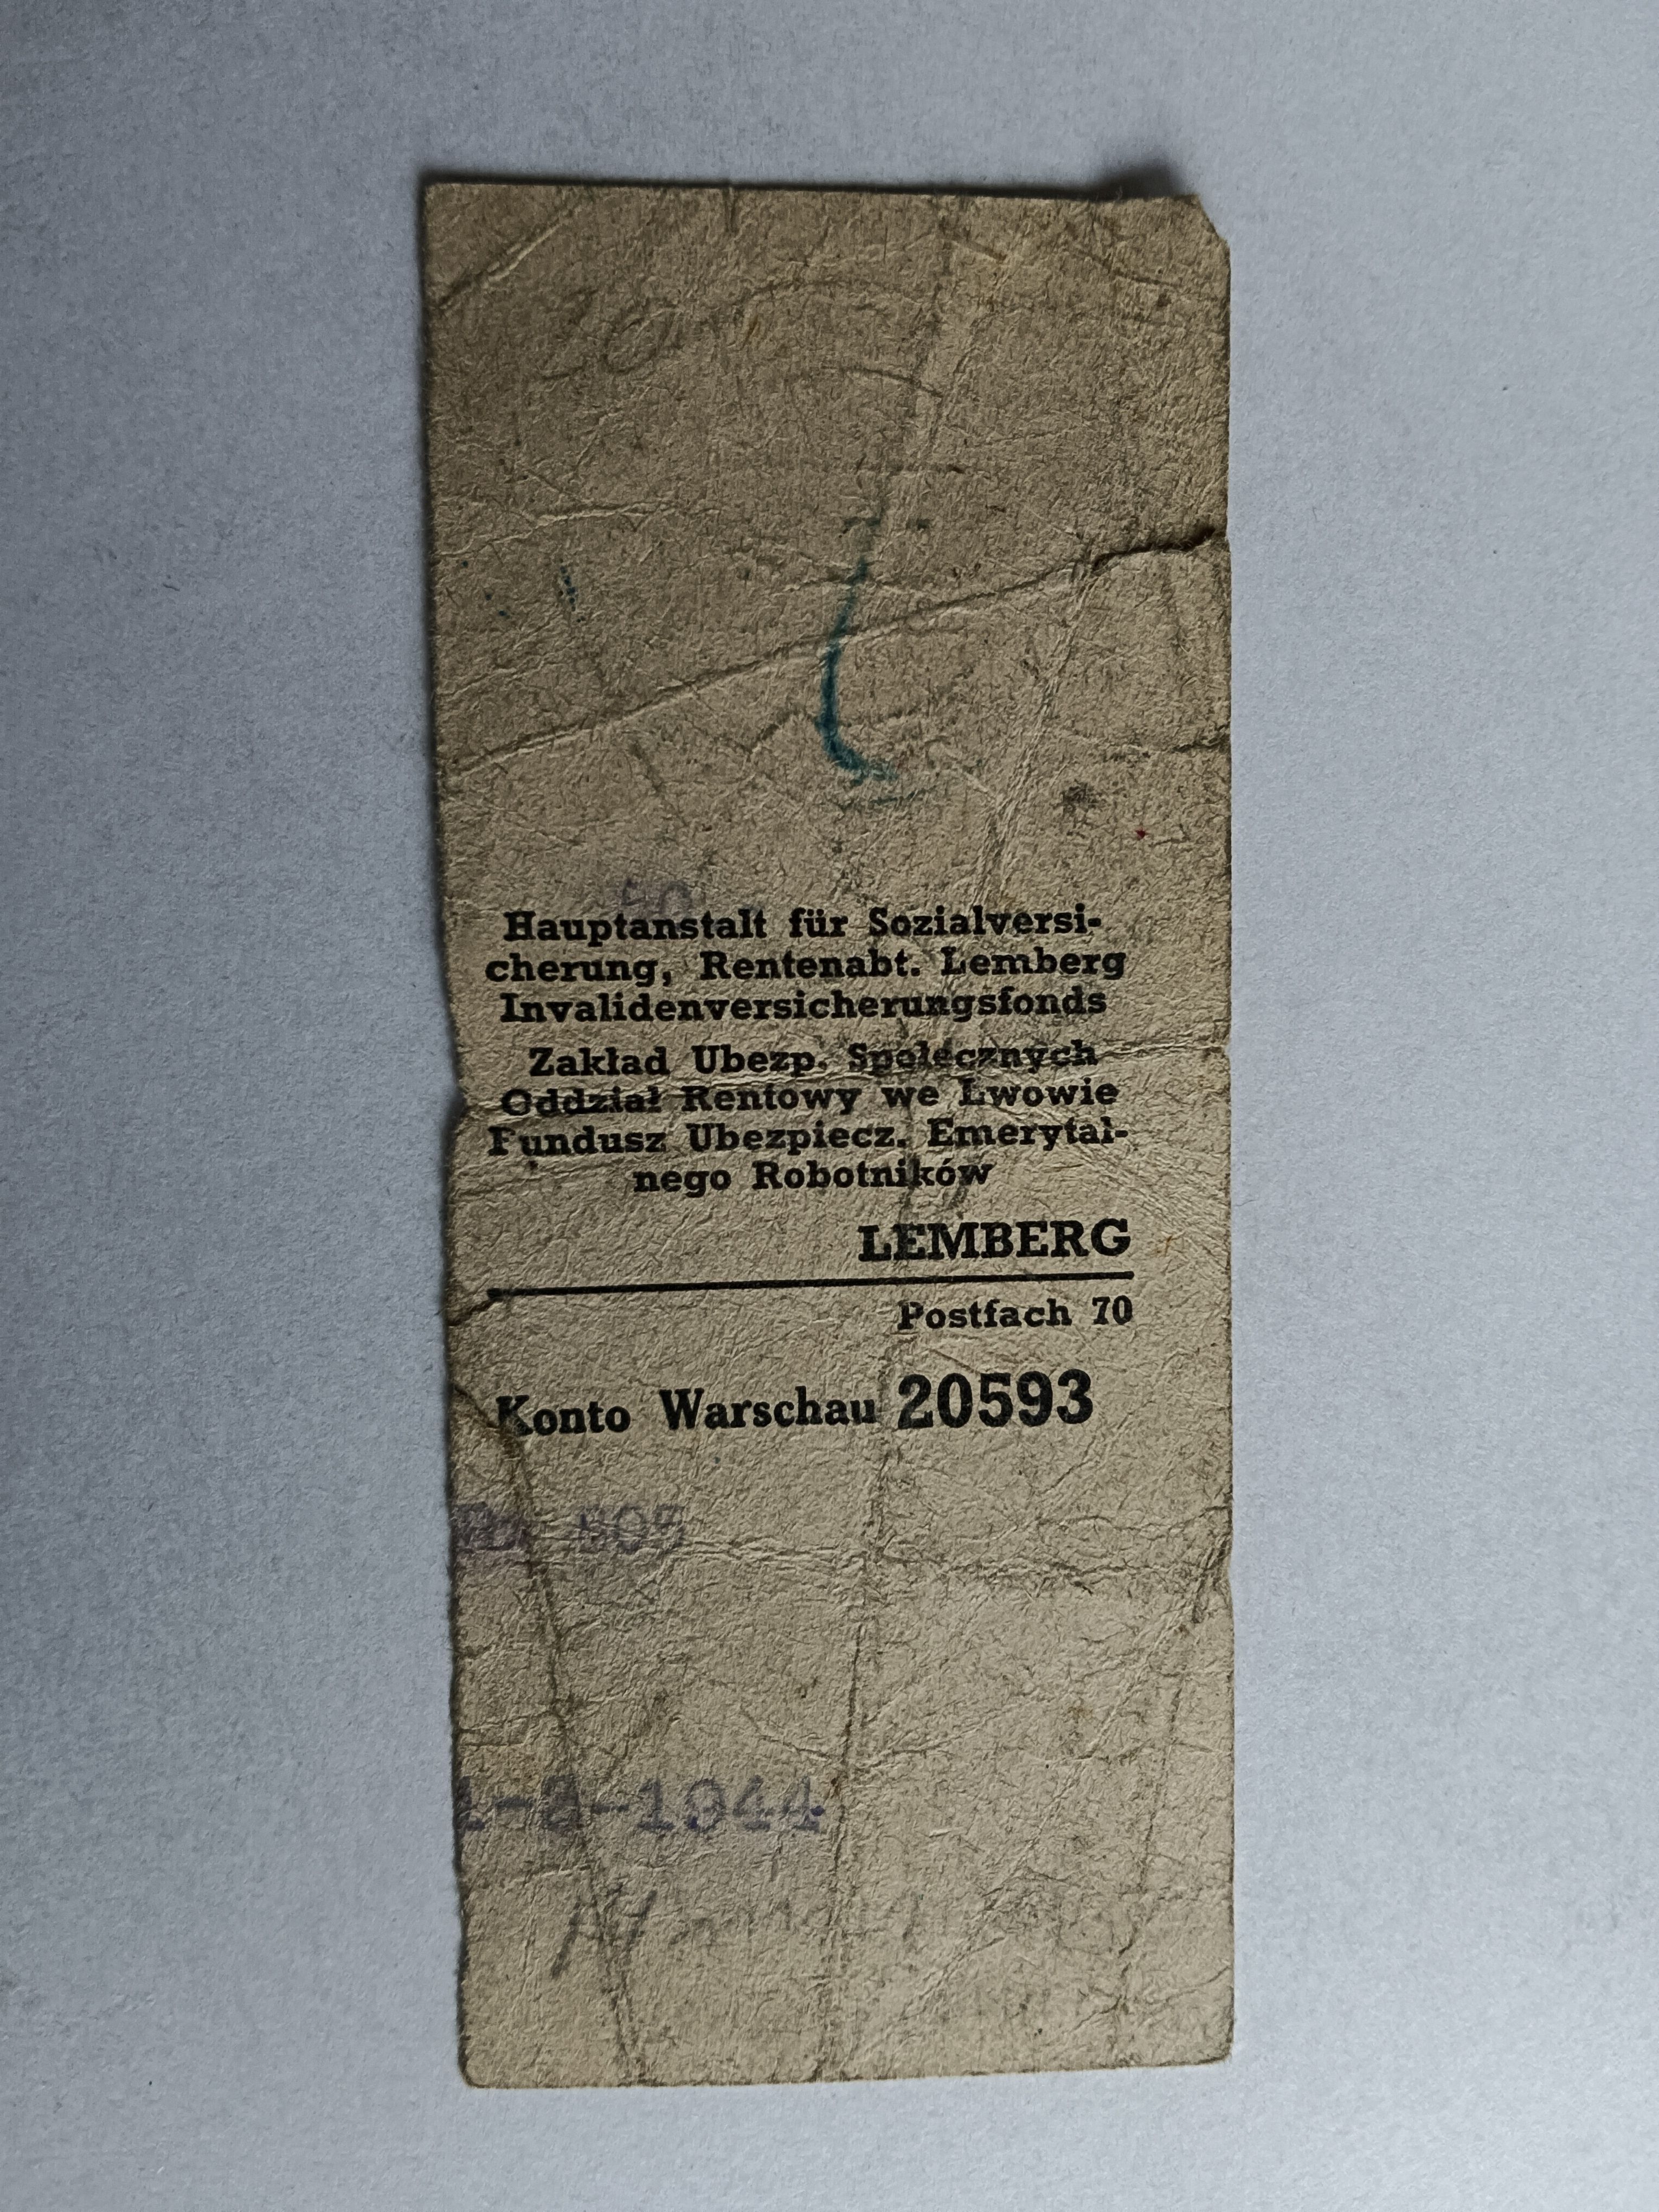 Hauptanstalt für Sozialversi-
cherung, Rentenabt. Lemberg
Invalidenversicherungsfonds
Zakład Ubezp. Społecznych
Oddział Rentowy we Lwowie
Fundusz Ubezpiecz. Emerytal-
nego Robotników
LEMBERG
Postfach 70
Konto Warschau 20593
1944